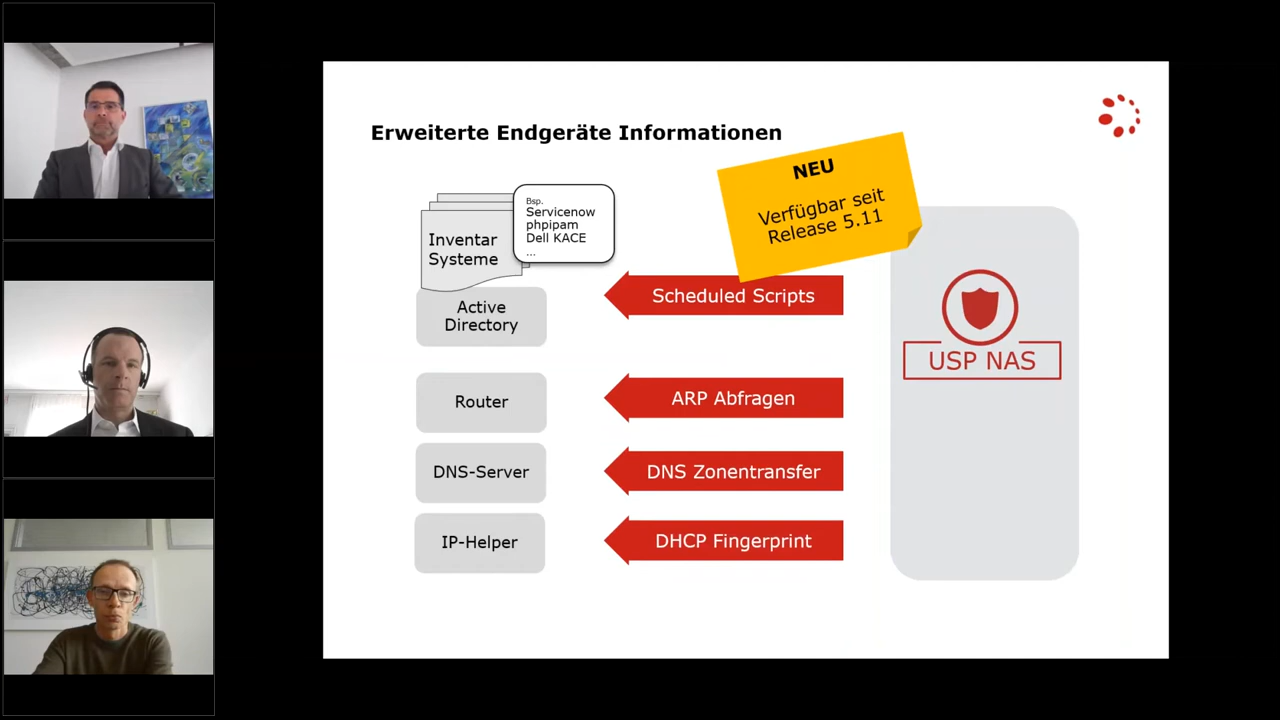 Erweiterte Endgeräte Informationen
NEU
Verfügbar seit
Release 5.11
Bsp.
Servicenow
phpipam
Dell KACE
...
Inventar
Systeme
Active
Directory
Scheduled Scripts
USP NAS
Router
ARP Abfragen
DNS-Server
DNS Zonentransfer
IP-Helper
DHCP Fingerprint